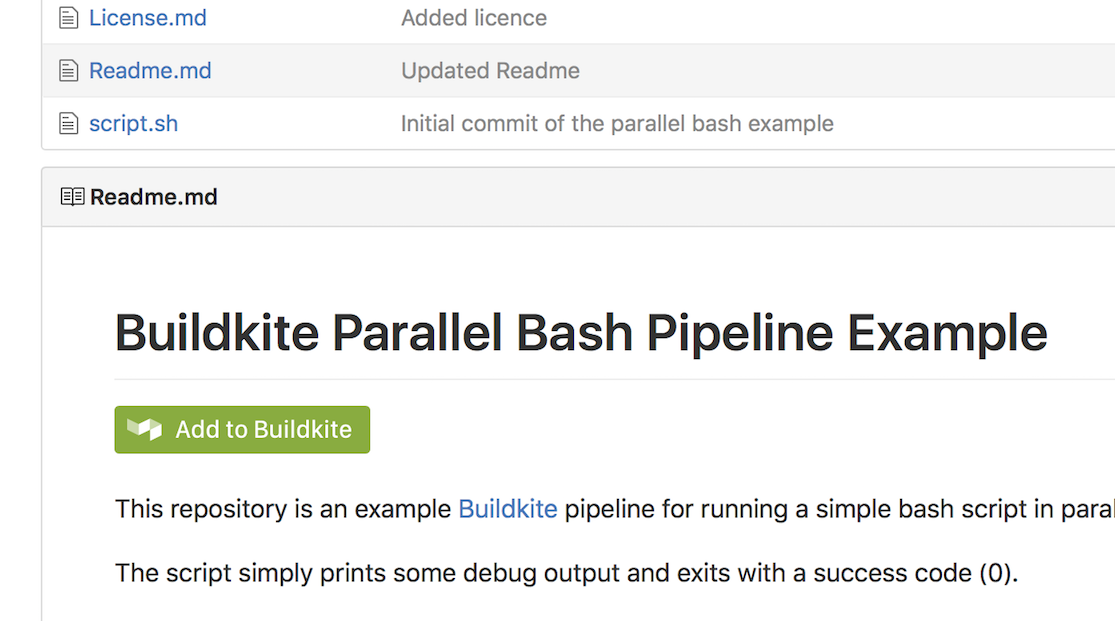 License.md Added licence
Readme.md Updated Readme
script.sh Initial commit of the parallel bash example
Readme.md
Buildkite Parallel Bash Pipeline Example
Add to Buildkite
This repository is an example Buildkite pipeline for running a simple bash script in
The script simply prints some debug output and exits with a success code (0).